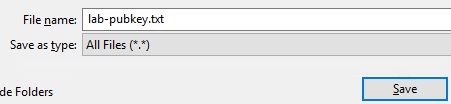 File name: lab-pubkey.txt
Save as type: All Files (*.*)
de Folders Save